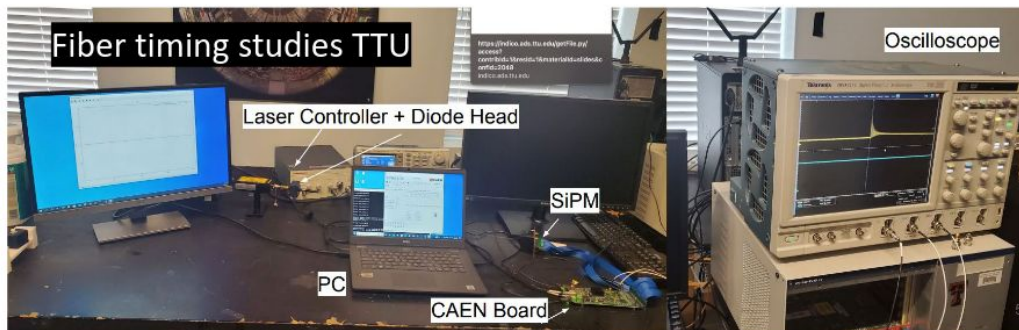 Fiber timing studies TTU
https://indico.ads.ttu.edu/getFile.py/
access?
contribId=1&resId=1&materialId=slides&c
onfId=2048
indico.ads.ttu.edu
Oscilloscope
Laser Controller + Diode Head
SiPM
PC
CAEN Board
Tektronix